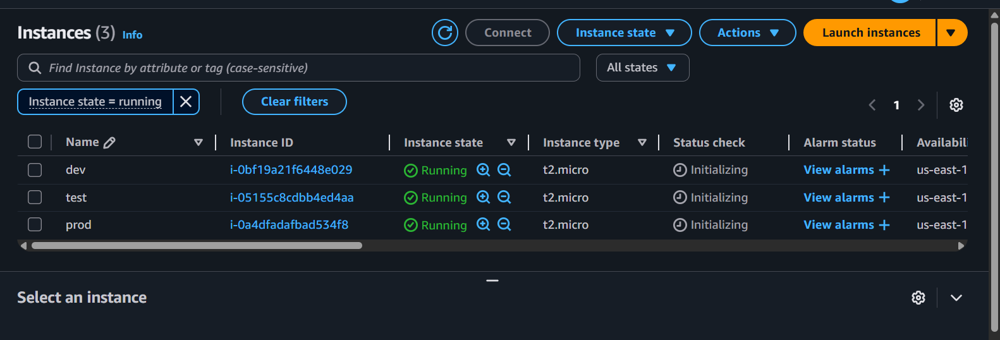 Instances (3) Info Connect Instance state Actions Launch instances
Find Instance by attribute or tag (case-sensitive) All states
Instance state = running Clear filters 1
Name Instance ID Instance state Instance type Status check Alarm status Availabili
dev i-0bf19a21f6448e029 Running t2.micro Initializing View alarms + us-east-1
test i-05155c8cdbb4ed4aa Running t2.micro Initializing View alarms + us-east-1
prod i-0a4dfadafbad534f8 Running t2.micro Initializing View alarms + us-east-1
Select an instance